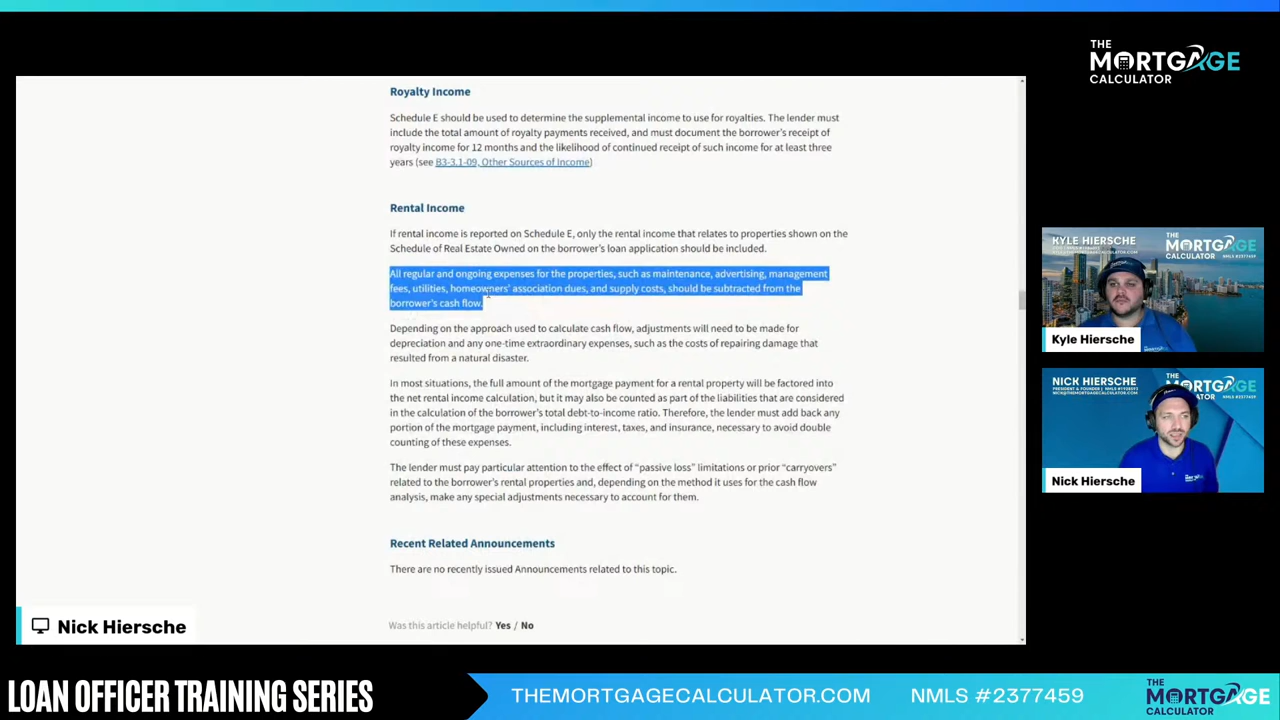 THE
MORTGAGE
CALCULATOR
Royalty Income
Schedule E should be used to determine the supplemental income to use for royalties. The lender must
include the total amount of royalty payments received, and must document the borrower's receipt of
royalty income for 12 months and the likelihood of continued receipt of such income for at least three
years (see B3-3.1-09, Other Sources of Income)
Rental Income
If rental income is reported on Schedule E, only the rental income that relates to properties shown on the
Schedule of Real Estate Owned on the borrower's loan application should be included.
All regular and ongoing expenses for the properties, such as maintenance, advertising, management
fees, utilities, homeowners' association dues, and supply costs, should be subtracted from the
borrower's cash flow.
Depending on the approach used to calculate cash flow, adjustments will need to be made for
depreciation and any one-time extraordinary expenses, such as the costs of repairing damage that
resulted from a natural disaster.
In most situations, the full amount of the mortgage payment for a rental property will be factored into
the net rental income calculation, but it may also be counted as part of the liabilities that are considered
in the calculation of the borrower's total debt-to-income ratio. Therefore, the lender must add back any
portion of the mortgage payment, including interest, taxes, and insurance, necessary to avoid double
counting of these expenses.
The lender must pay particular attention to the effect of "passive loss" limitations or prior "carryovers"
related to the borrower's rental properties and, depending on the method it uses for the cash flow
analysis, make any special adjustments necessary to account for them.
Recent Related Announcements
There are no recently issued Announcements related to this topic.
Was this article helpful? Yes / No
KYLE HIERSCHE
THE
MORTGAGE
CALCULATOR
NMLS #2377459
Kyle Hiersche
NICK HIERSCHE
THE
MORTGAGE
NMLS #2377459
Nick Hiersche
Nick Hiersche
LOAN OFFICER TRAINING SERIES
THEMORTGAGECALCULATOR.COM
NMLS #2377459
THE
MORTGAGE
CALCULATOR